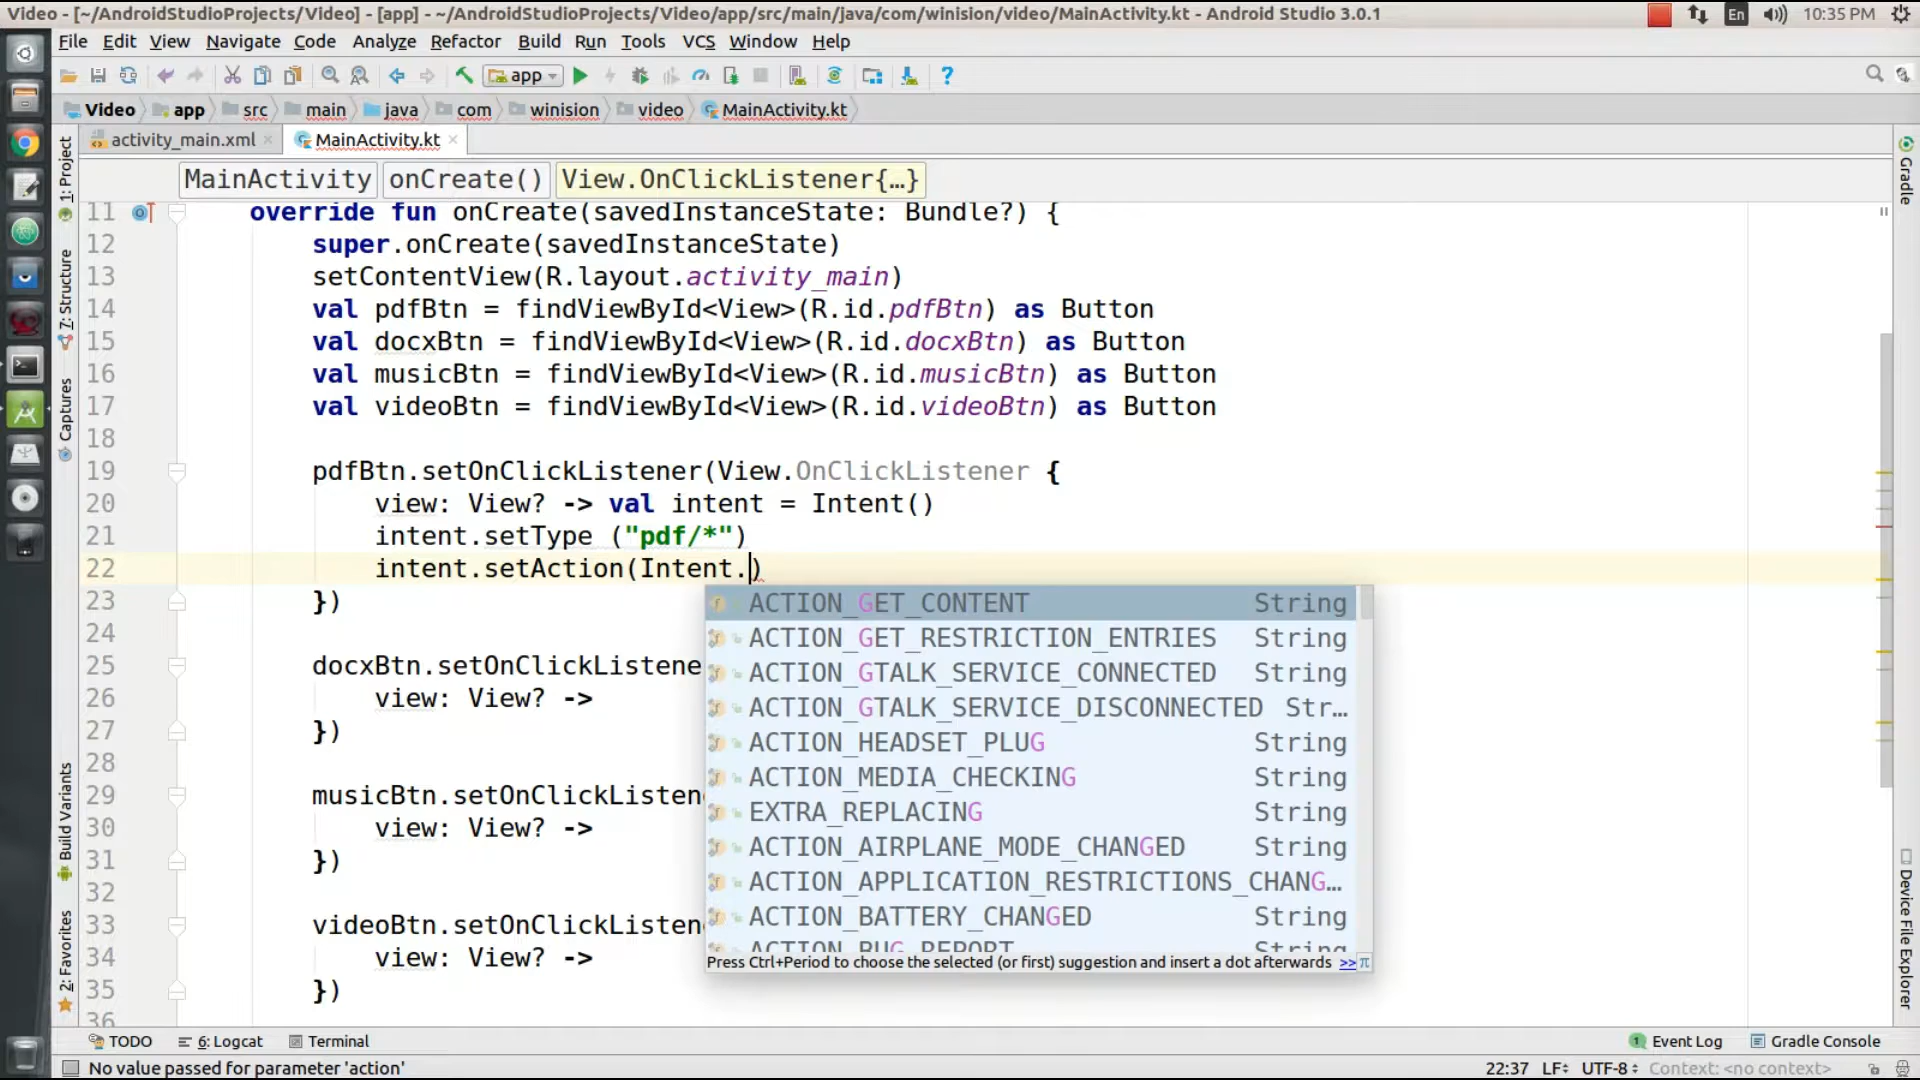 Video - [~/AndroidStudioProjects/Video] - [app] - ~/AndroidStudioProjects/Video/app/src/main/java/com/winision/video/MainActivity.kt - Android Studio 3.0.1
En
10:35 PM
File Edit View Navigate Code Analyze Refactor Build Run Tools VCS Window Help
app
Video app src main java com winision video MainActivity.kt
activity_main.xml MainActivity.kt
MainActivity onCreate() View.OnClickListener{…}
11 override fun onCreate(savedInstanceState: Bundle?) {
12 super.onCreate(savedInstanceState)
13 setContentView(R.layout.activity_main)
14 val pdfBtn = findViewById<View>(R.id.pdfBtn) as Button
15 val docxBtn = findViewById<View>(R.id.docxBtn) as Button
16 val musicBtn = findViewById<View>(R.id.musicBtn) as Button
17 val videoBtn = findViewById<View>(R.id.videoBtn) as Button
18
19 pdfBtn.setOnClickListener(View.OnClickListener {
20 view: View? -> val intent = Intent()
21 intent.setType ("pdf/*")
22 intent.setAction(Intent.)
23 })
24
25 docxBtn.setOnClickListene
26 view: View? ->
27 })
28
29 musicBtn.setOnClickListen
30 view: View? ->
31 })
32
33 videoBtn.setOnClickListen
34 view: View? ->
35 })
36
ACTION_GET_CONTENT String
ACTION_GET_RESTRICTION_ENTRIES String
ACTION_GTALK_SERVICE_CONNECTED String
ACTION_GTALK_SERVICE_DISCONNECTED Str…
ACTION_HEADSET_PLUG String
ACTION_MEDIA_CHECKING String
EXTRA_REPLACING String
ACTION_AIRPLANE_MODE_CHANGED String
ACTION_APPLICATION_RESTRICTIONS_CHANG…
ACTION_BATTERY_CHANGED String
ACTION_BUG_REPORT String
Press Ctrl+Period to choose the selected (or first) suggestion and insert a dot afterwards >> π
1: Project
7: Structure
Captures
Build Variants
2: Favorites
Gradle
Device File Explorer
TODO 6: Logcat Terminal
1 Event Log Gradle Console
No value passed for parameter 'action'
22:37 LF÷ UTF-8÷ Context: <no context>